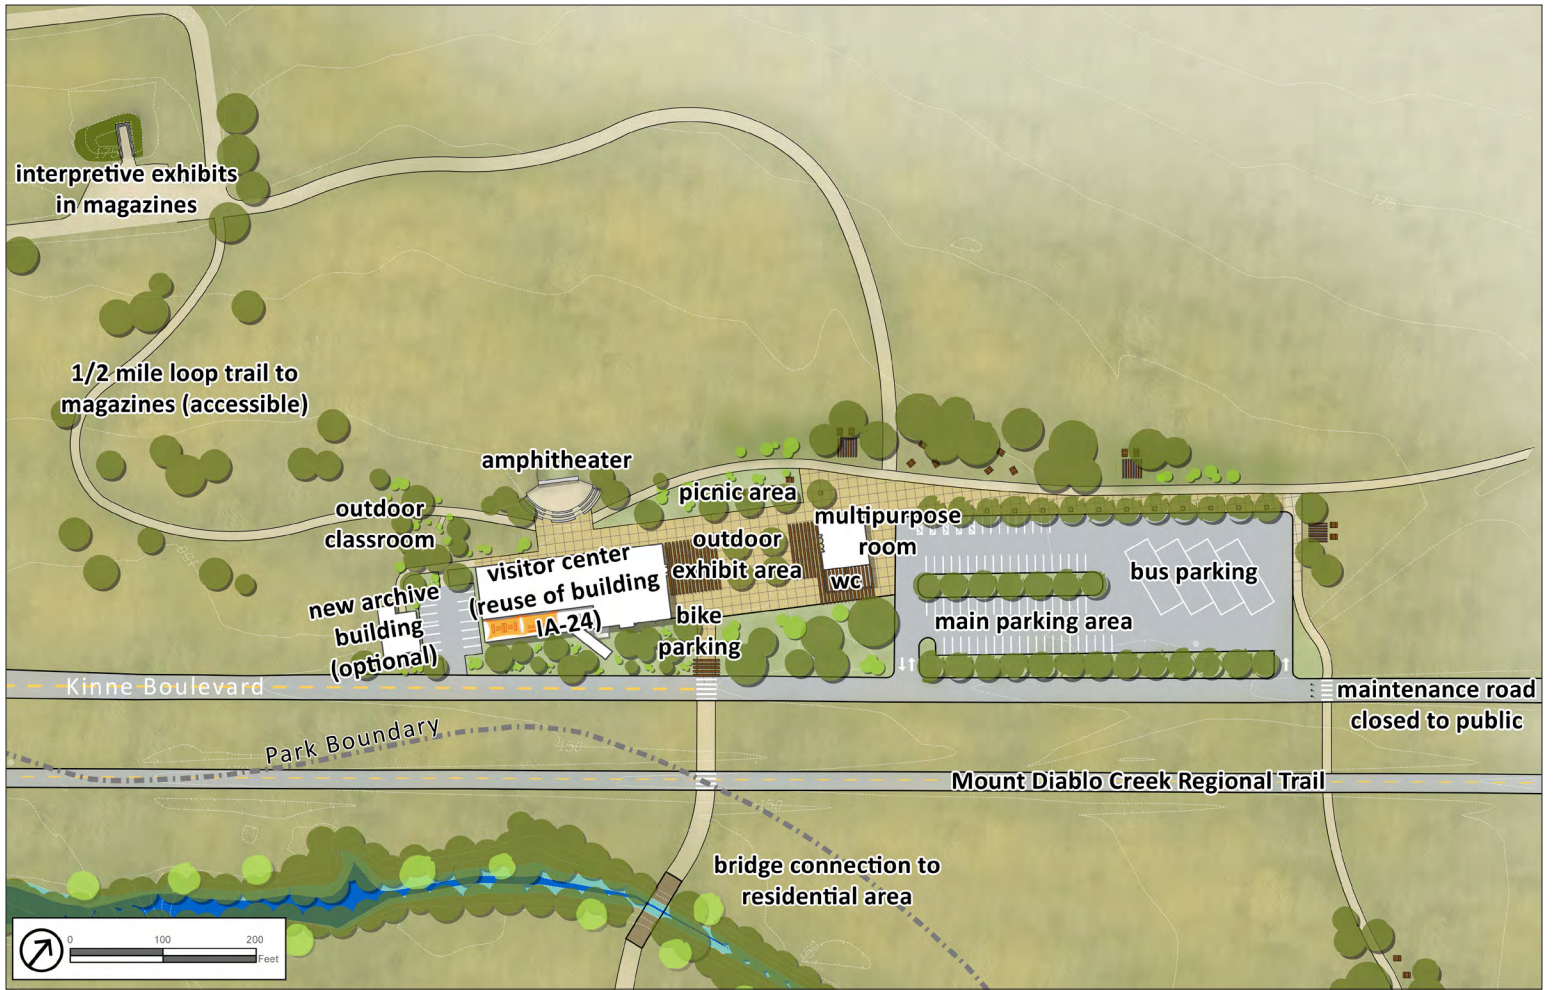 interpretive exhibits
in magazines
1/2 mile loop trail to
magazines (accessible)
amphitheater
picnic area
outdoor
classroom
multipurpose
room
outdoor
exhibit area
visitor center
(reuse of building
IA-24)
wc
bus parking
new archive
building
(optional)
bike
parking
main parking area
Kinne Boulevard
maintenance road
closed to public
Park Boundary
Mount Diablo Creek Regional Trail
bridge connection to
residential area
0 100 200
Feet
175
150